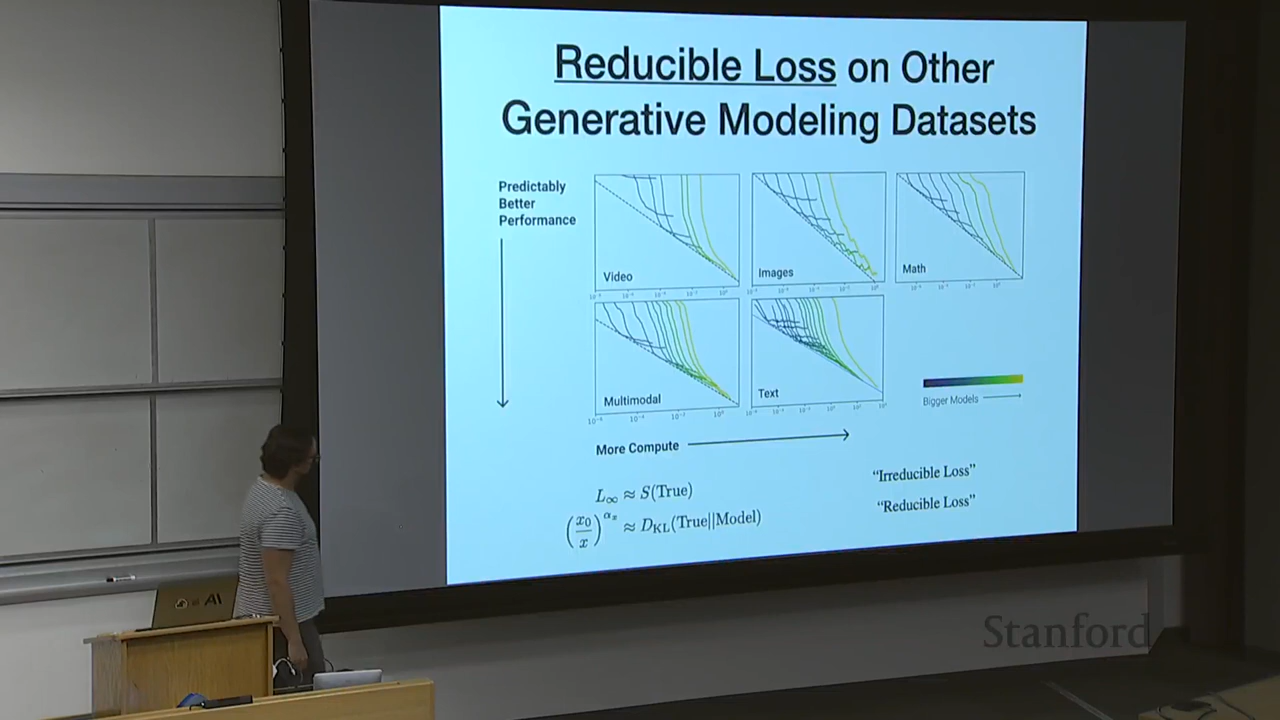 Reducible Loss on Other
Generative Modeling Datasets
Predictably
Better
Performance
Video
Images
Math
Multimodal
Text
Bigger Models
More Compute
L∞ ≈ S(True)
"Irreducible Loss"
(x₀/x)^αₓ ≈ D_KL(True||Model)
"Reducible Loss"
AI
Stanford